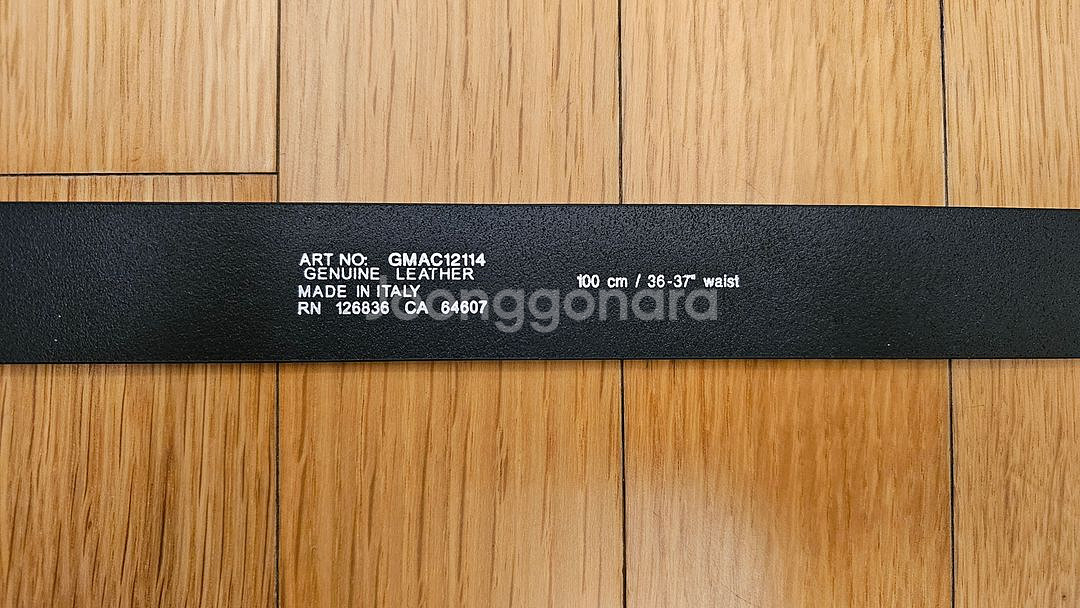 ART NO: GMAC12114
GENUINE LEATHER
MADE IN ITALY
RN 126836 CA 64607
100 cm / 36-37" waist
Joonggonara